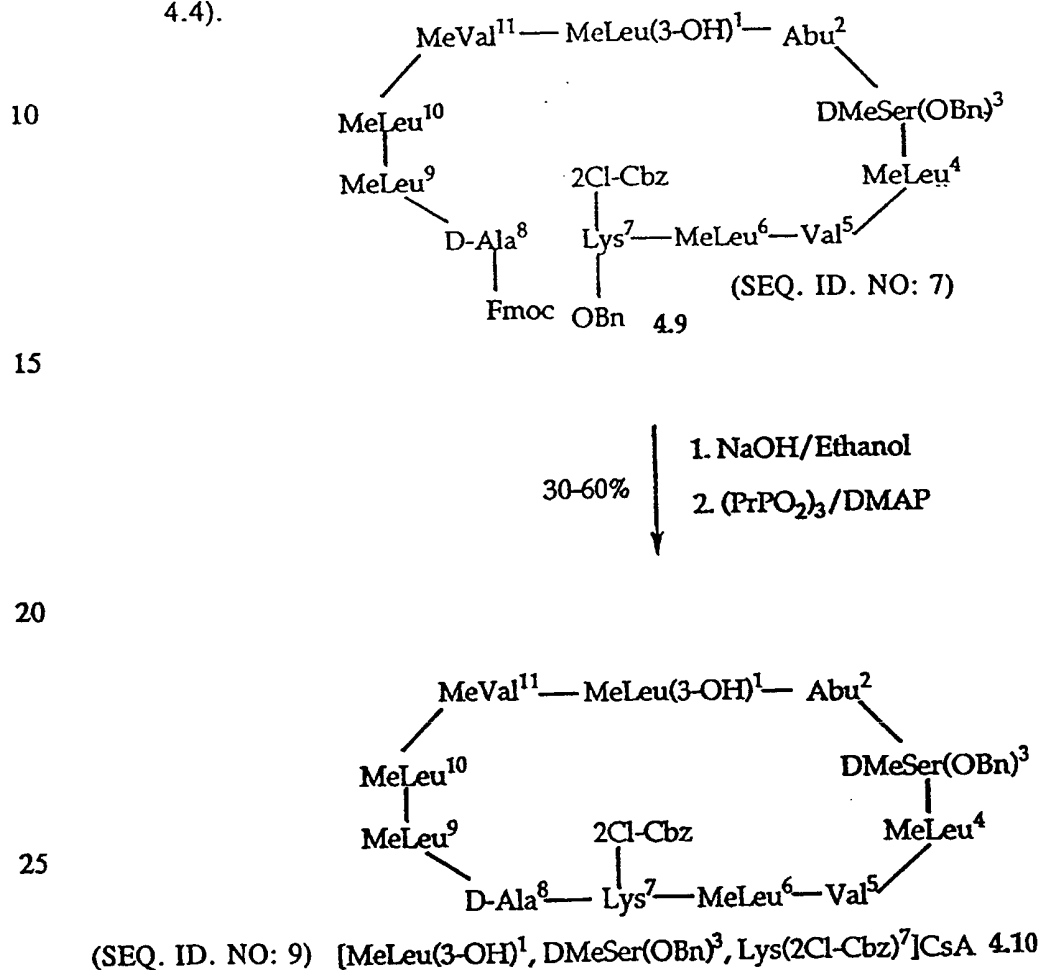 4.4).
MeVal¹¹— MeLeu(3-OH)¹— Abu²
10 MeLeu¹⁰ DMeSer(OBn)³
MeLeu⁹ 2Cl-Cbz MeLeu⁴
D-Ala⁸ Lys⁷—MeLeu⁶—Val⁵
(SEQ. ID. NO: 7)
Fmoc OBn 4.9
15
1. NaOH/Ethanol
30-60% 2. (PrPO₂)₃/DMAP
20
MeVal¹¹— MeLeu(3-OH)¹— Abu²
MeLeu¹⁰ DMeSer(OBn)³
MeLeu⁹ 2Cl-Cbz MeLeu⁴
25
D-Ala⁸— Lys⁷—MeLeu⁶—Val⁵
(SEQ. ID. NO: 9) [MeLeu(3-OH)¹, DMeSer(OBn)³, Lys(2Cl-Cbz)⁷]CsA 4.10